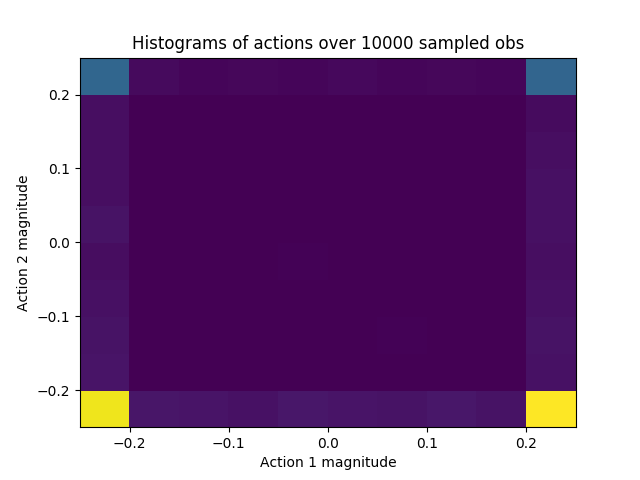 Histograms of actions over 10000 sampled obs
Action 2 magnitude
0.2
0.1
0.0
−0.1
−0.2
−0.2 −0.1 0.0 0.1 0.2
Action 1 magnitude